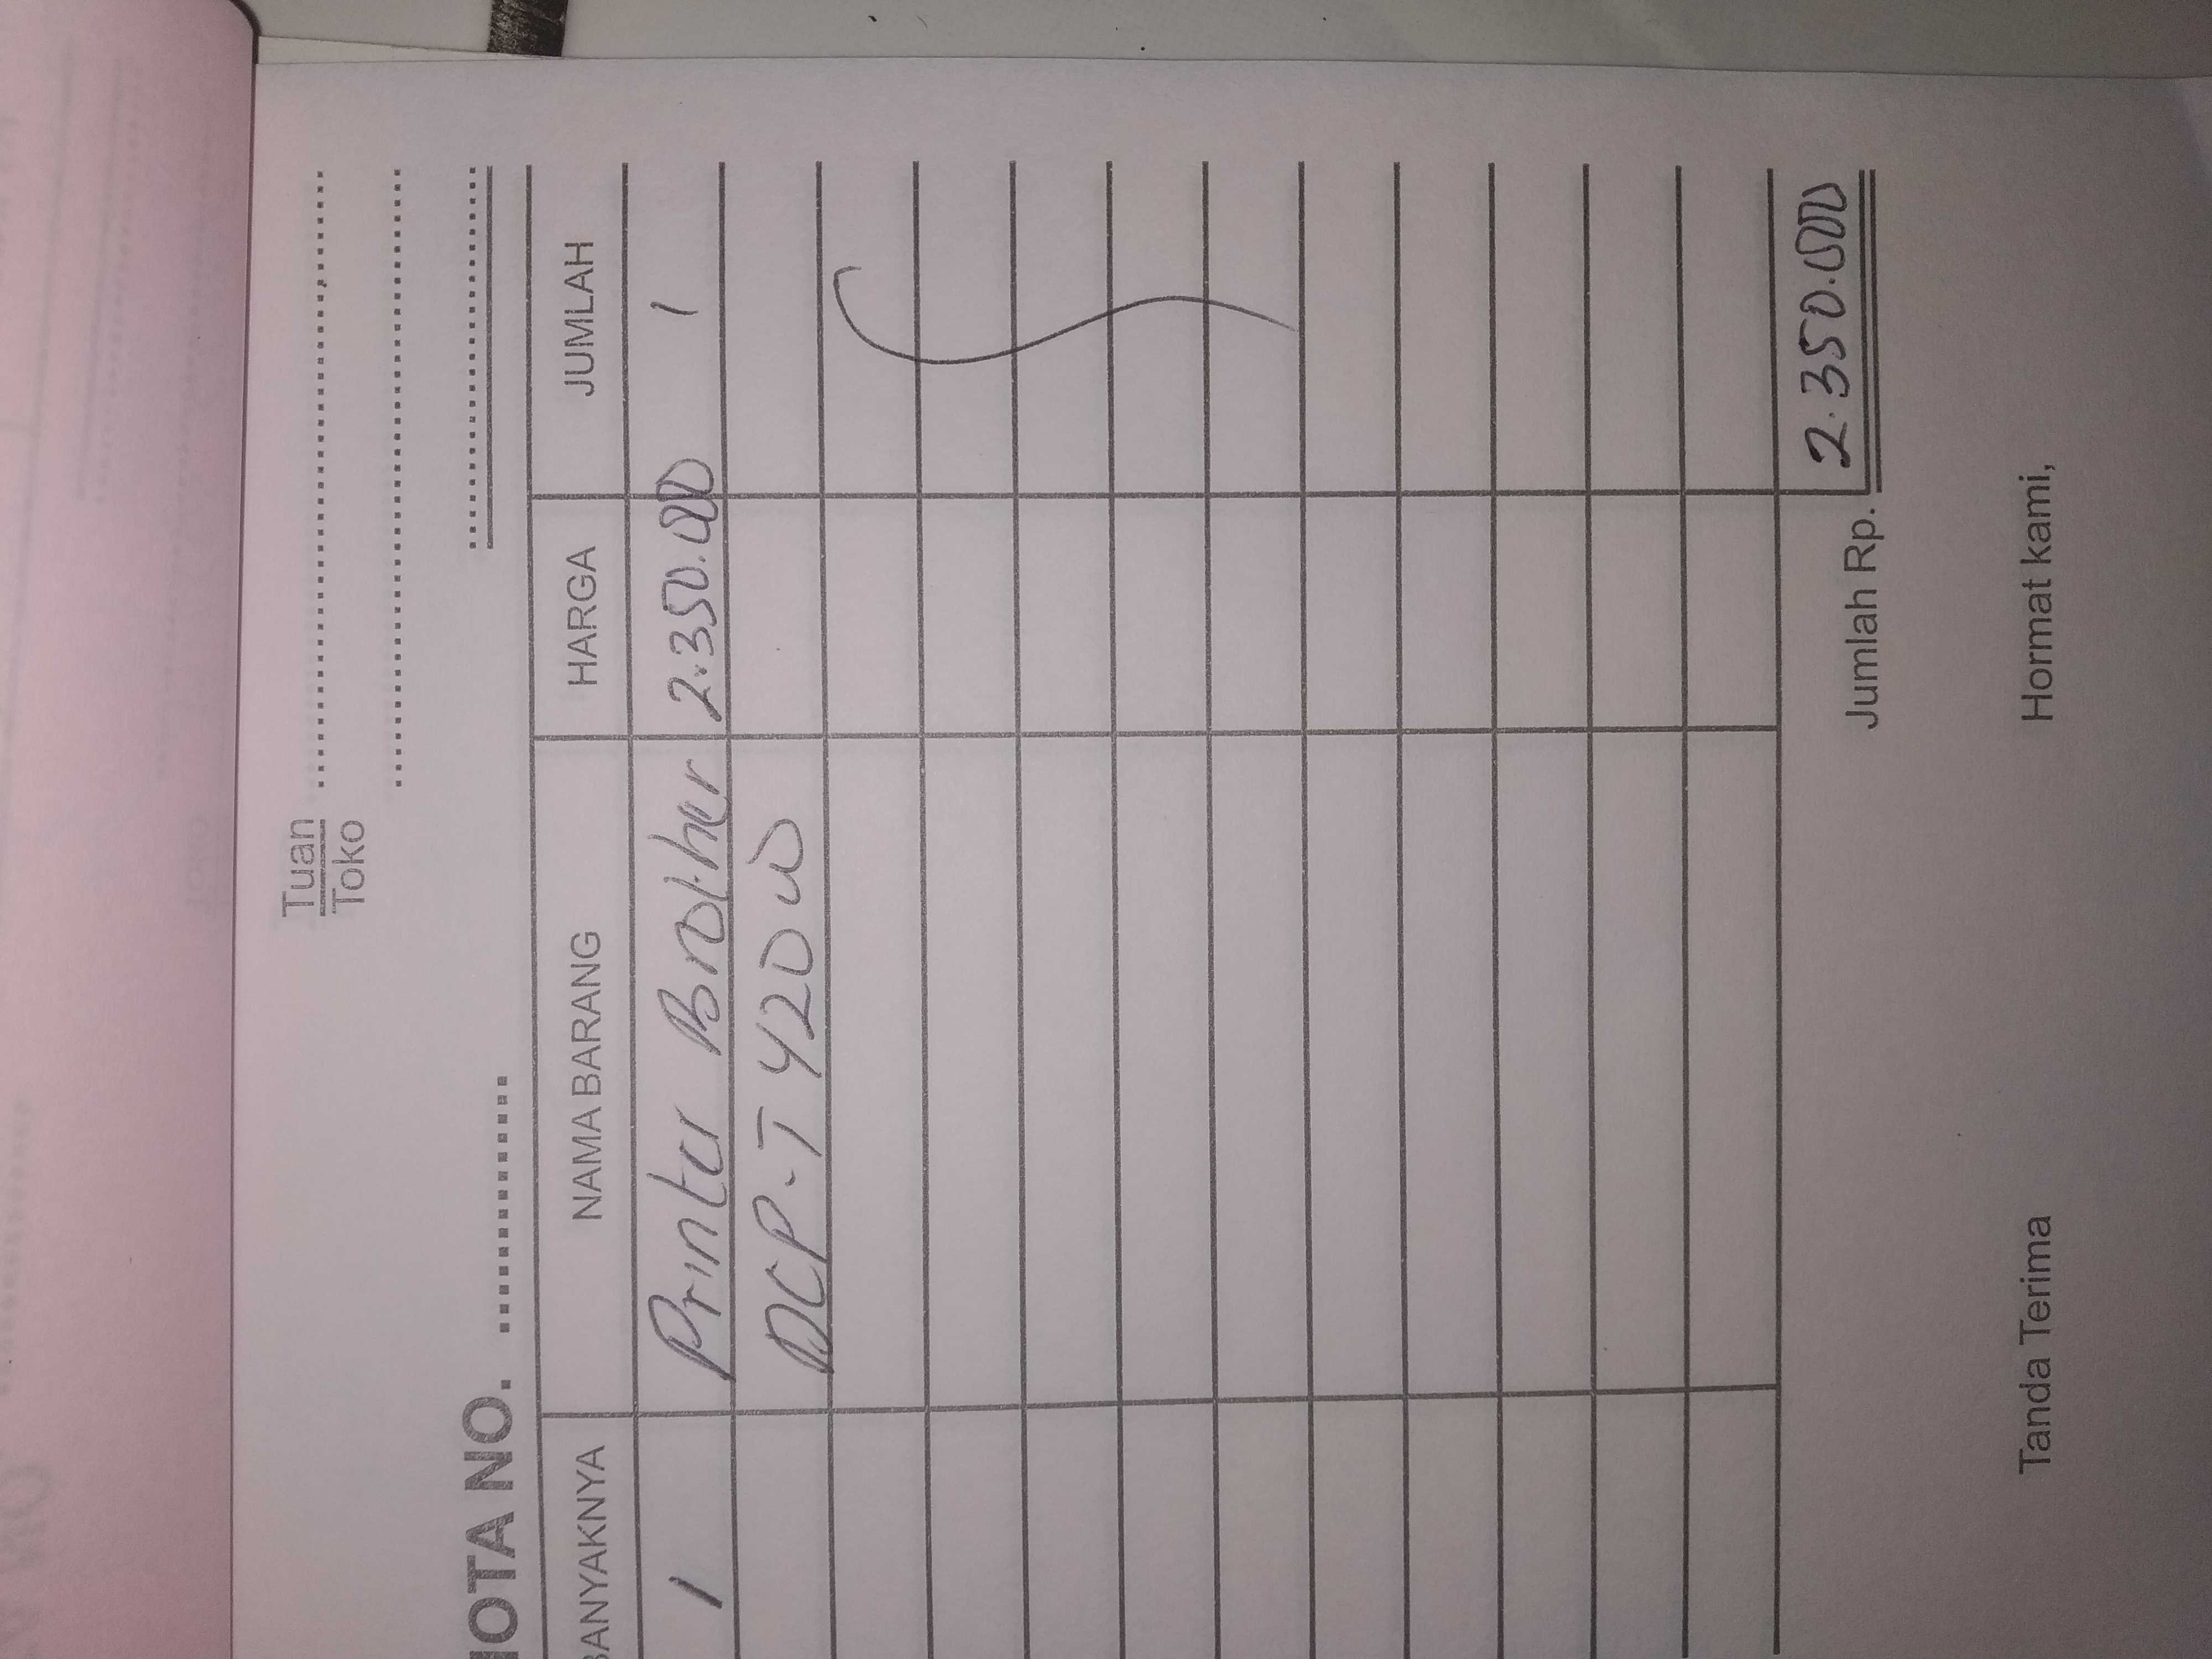 Tuan
Toko
NOTA NO.
BANYAKNYA NAMA BARANG HARGA JUMLAH
1 Printer Brother 2.350.000 1
DCP-T420W
Jumlah Rp. 2.350.000
Tanda Terima Hormat kami,